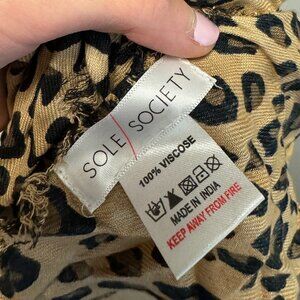 SOLE SOCIETY
100% VISCOSE
MADE IN INDIA
KEEP AWAY FROM FIRE